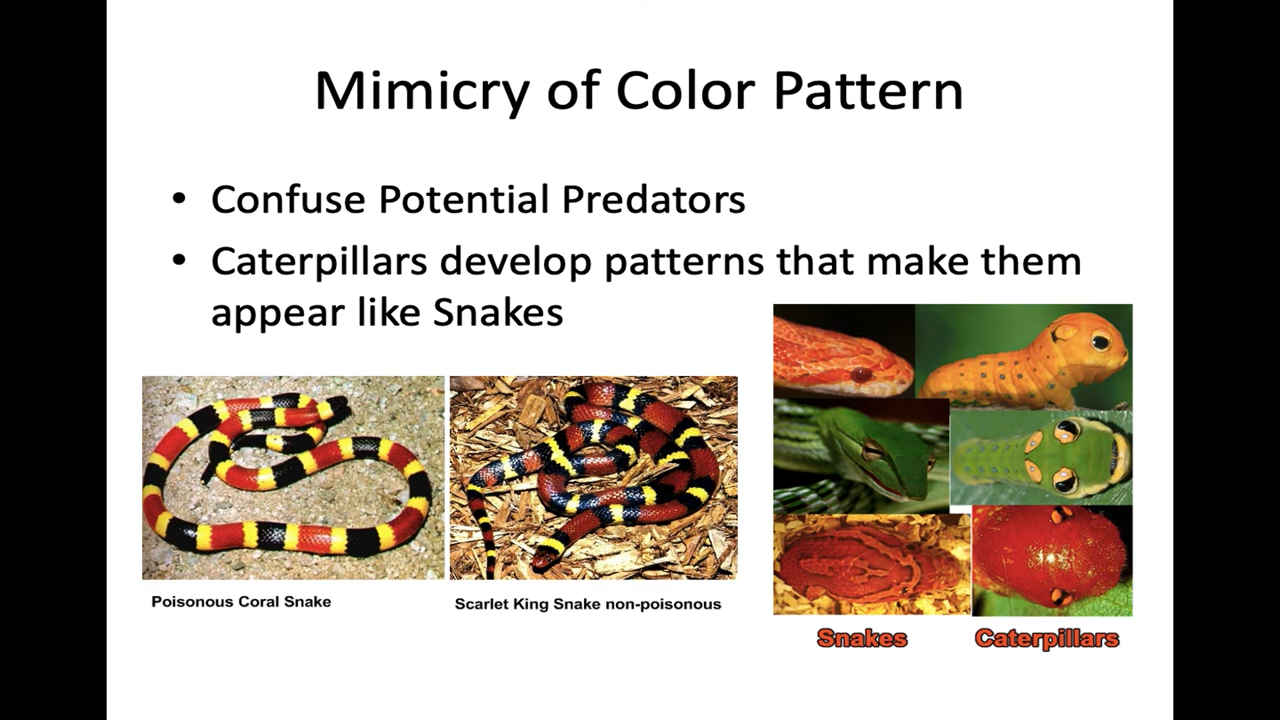 Mimicry of Color Pattern
• Confuse Potential Predators
• Caterpillars develop patterns that make them
appear like Snakes
Poisonous Coral Snake
Scarlet King Snake non-poisonous
Snakes
Caterpillars